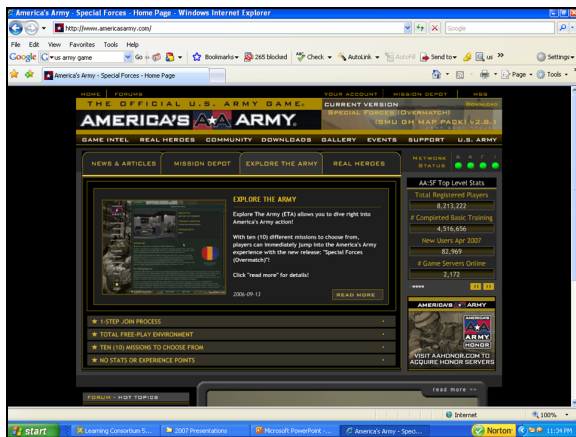 America's Army - Special Forces - Home Page - Windows Internet Explorer
http://www.americasarmy.com/
Google
File Edit View Favorites Tools Help
Google us army game Go 265 blocked Bookmarks Check AutoLink AutoFill Send to us Settings
America's Army - Special Forces - Home Page
Page Tools
HOME | FORUMS
YOUR ACCOUNT | MISSION DEPOT | WEB
THE OFFICIAL U.S. ARMY GAME.
CURRENT VERSION
DOWNLOAD
AMERICA'S ARMY.
SPECIAL FORCES (OVERMATCH)
(SMU GH MAP PACK) V2.8.1
GAME INTEL REAL HEROES COMMUNITY DOWNLOADS GALLERY EVENTS SUPPORT U.S. ARMY
NEWS & ARTICLES
MISSION DEPOT
EXPLORE THE ARMY
REAL HEROES
NETWORK STATUS
EXPLORE THE ARMY
Explore The Army (ETA) allows you to dive right into
America's Army action!
With ten (10) different missions to choose from,
players can immediately jump into the America's Army
experience with the new release: "Special Forces
(Overmatch)"!
Click "read more" for details!
2006-09-13
READ MORE
★ 1-STEP JOIN PROCESS
★ TOTAL FREE-PLAY ENVIRONMENT
★ TEN (10) MISSIONS TO CHOOSE FROM
★ NO STATS OR EXPERIENCE POINTS
AA:SF Top Level Stats
Total Registered Players
8,213,222
# Completed Basic Training
4,516,656
New Users Apr 2007
82,969
# Game Servers Online
2,172
AMERICA'S ARMY
AMERICA'S
ARMY
HONOR
VISIT AAHONOR.COM TO
ACQUIRE HONOR SERVERS
read more
FORUM - HOT TOPICS
Internet
100%
start
Learning Consortium S...
2007 Presentations
Microsoft PowerPoint -...
America's Army - Spec...
Norton
11:34 PM